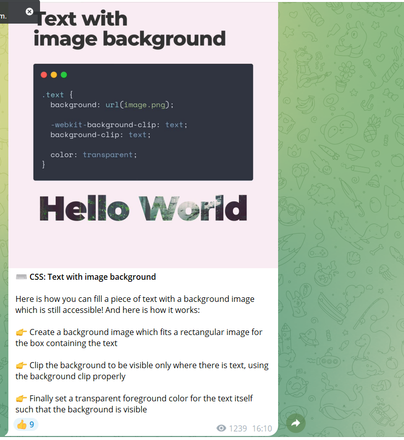 m.
Text with
image background
.text {
background: url(image.png);
-webkit-background-clip: text;
background-clip: text;
color: transparent;
}
Hello World
CSS: Text with image background
Here is how you can fill a piece of text with a background image
which is still accessible! And here is how it works:
👉 Create a background image which fits a rectangular image for
the box containing the text
👉 Clip the background to be visible only where there is text, using
the background clip properly
👉 Finally set a transparent foreground color for the text itself
such that the background is visible
👍 9
1239 16:10